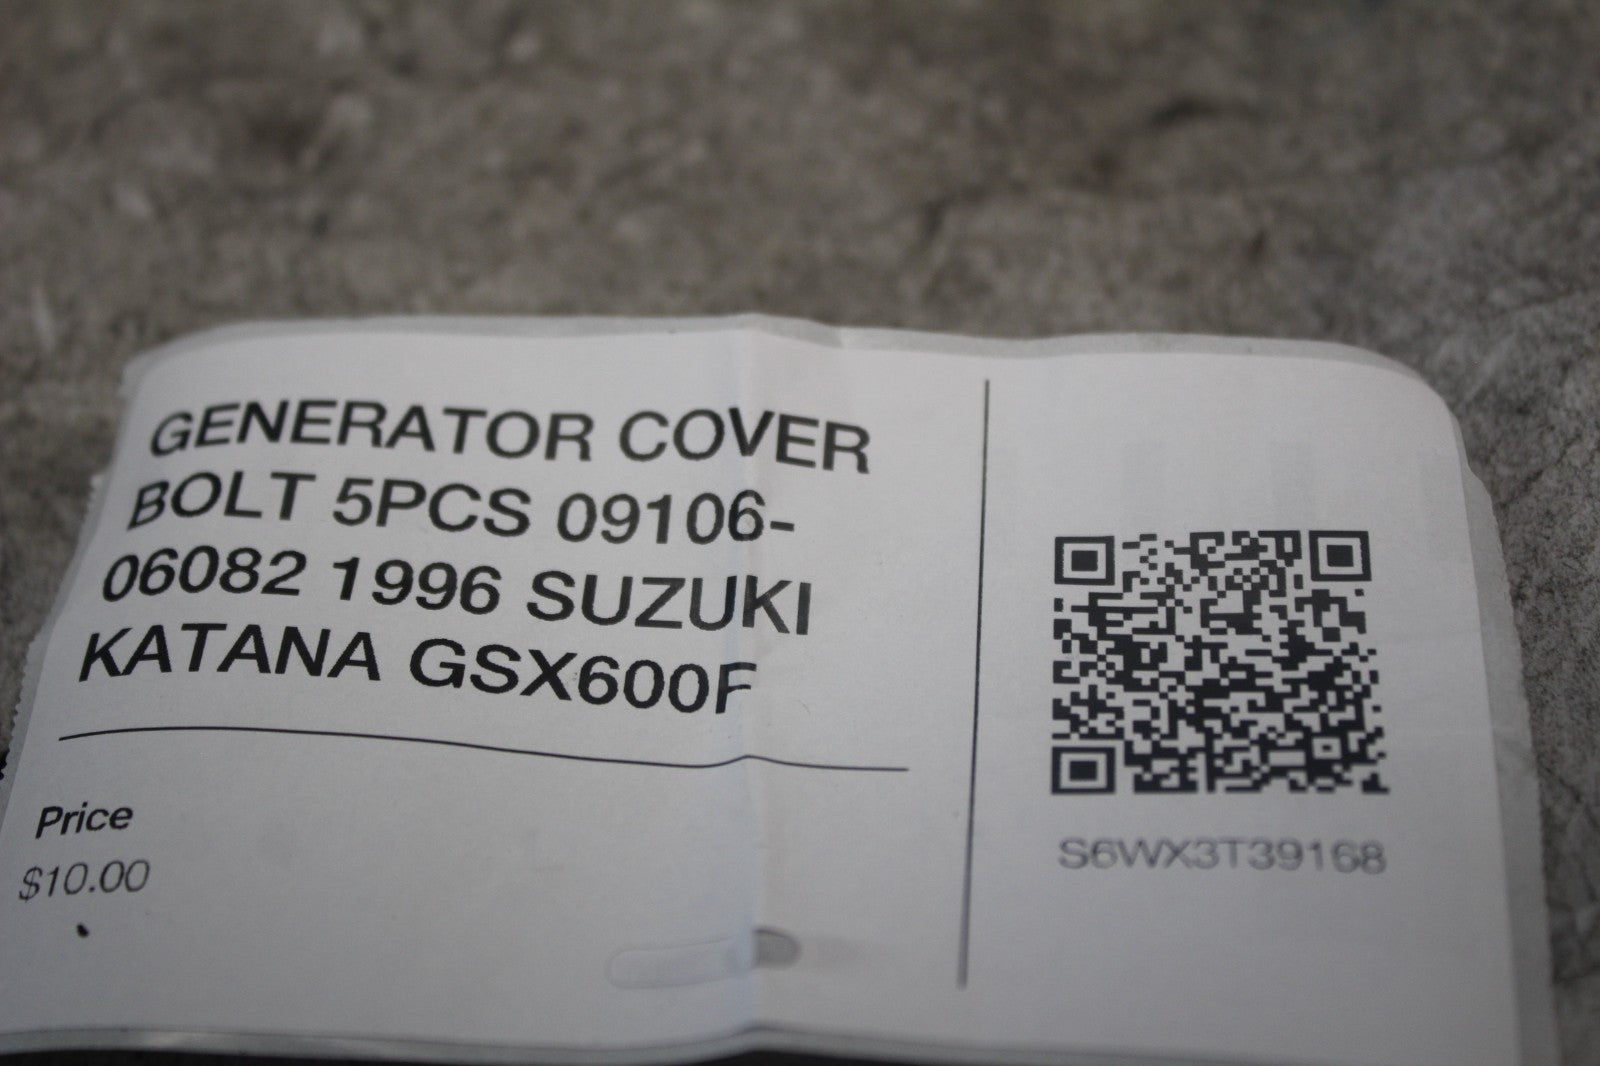 GENERATOR COVER
BOLT 5PCS 09106-
06082 1996 SUZUKI
KATANA GSX600F
Price
$10.00
S6WX3T39168